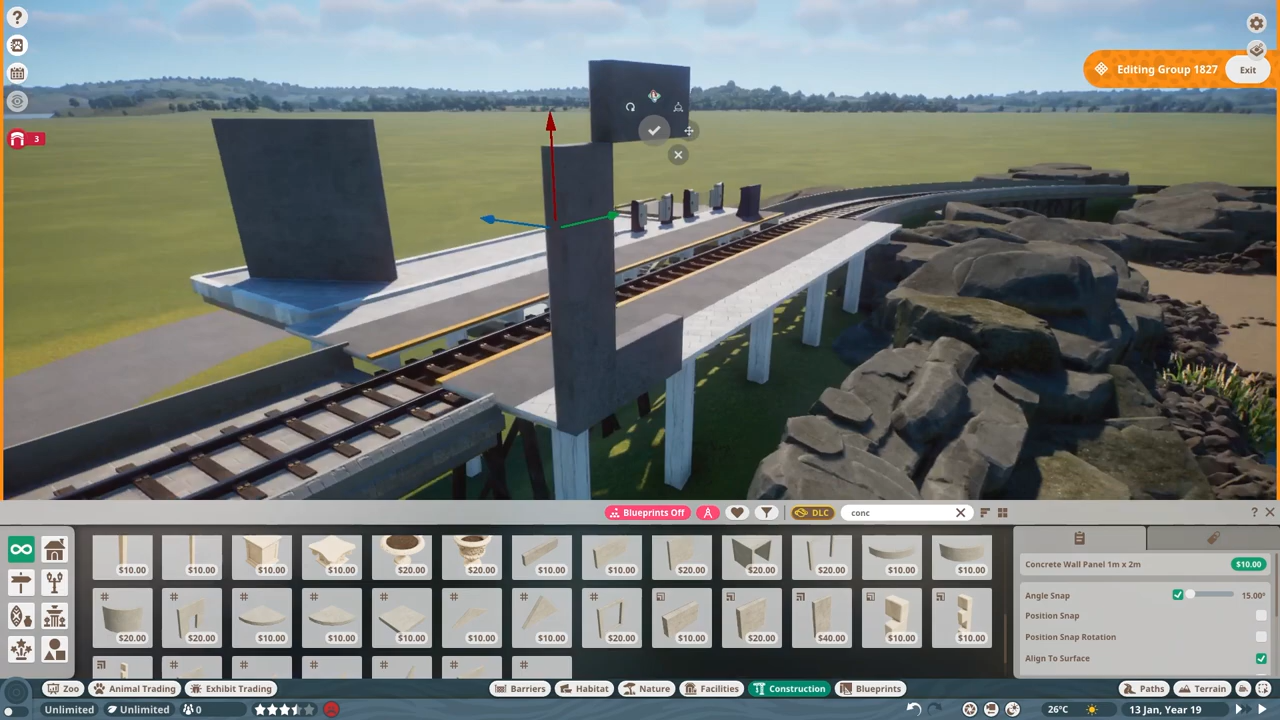 ?
Editing Group 1827
Exit
3
Blueprints Off
DLC
conc
?
$10.00
$10.00
$10.00
$10.00
$20.00
$20.00
$10.00
$10.00
$20.00
$20.00
$20.00
$10.00
$10.00
$20.00
$20.00
$10.00
$10.00
$10.00
$10.00
$10.00
$20.00
$10.00
$20.00
$40.00
$10.00
$10.00
Concrete Wall Panel 1m x 2m
$10.00
Angle Snap
15.00°
Position Snap
Position Snap Rotation
Align To Surface
Zoo
Animal Trading
Exhibit Trading
Barriers
Habitat
Nature
Facilities
Construction
Blueprints
Paths
Terrain
Unlimited
Unlimited
0
26°C
13 Jan, Year 19